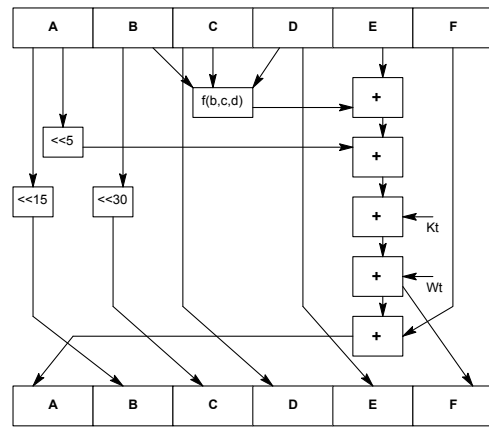 A B C D E F
f(b,c,d)
+
<<5
+
<<15
<<30
+
Kt
+
Wt
+
A B C D E F